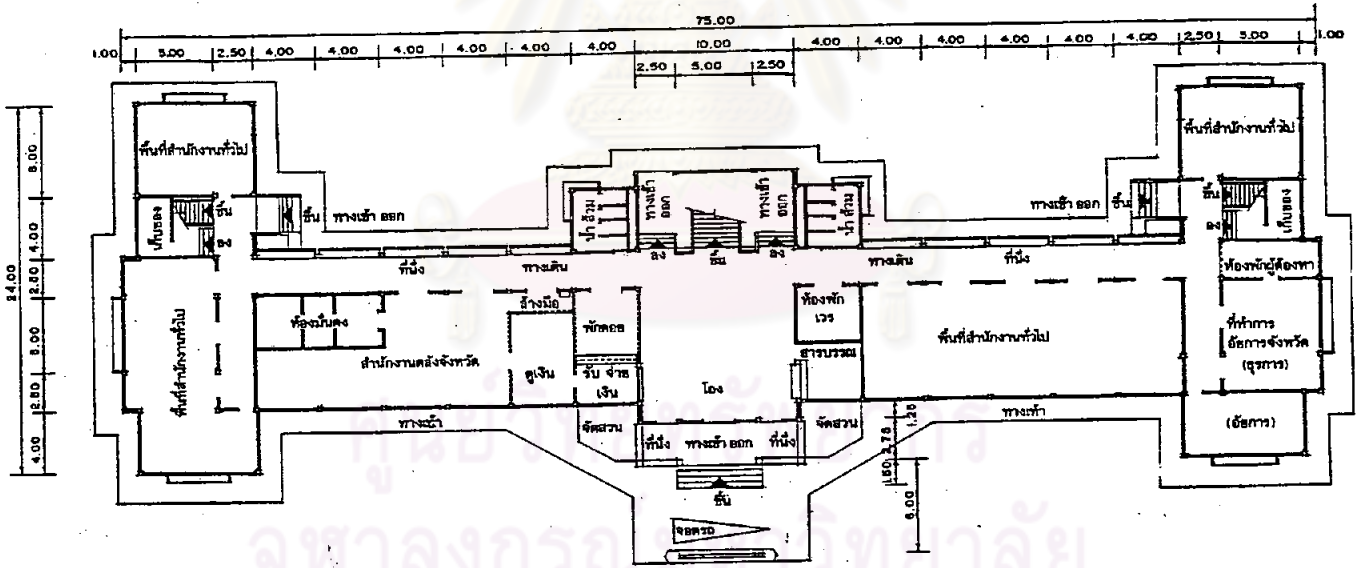 75.00
1.00 5.00 2.50 4.00 4.00 4.00 4.00 4.00 4.00 10.00 4.00 4.00 4.00 4.00 4.00 4.00 2.50 5.00 1.00
2.50 5.00 2.50
24.00
6.00
4.00
2.50
5.00
2.50
4.00
พื้นที่สำนักงานทั่วไป
พื้นที่สำนักงานทั่วไป
เก็บของ
ขึ้น
ลง
ขึ้น
ทางเข้า ออก
น้ำ ส้วม
ทางเข้า
ออก
ทางเข้า
ออก
น้ำ ส้วม
ทางเข้า ออก
ขึ้น
ขึ้น
ลง
เก็บของ
ลง
ขึ้น
ลง
ที่นั่ง
ทางเดิน
ทางเดิน
ที่นั่ง
ห้องพักผู้ต้องหา
พื้นที่สำนักงานทั่วไป
ห้องมั่นคง
ล้างมือ
พักคอย
ห้องพัก
เวร
พื้นที่สำนักงานทั่วไป
ที่ทำการ
อัยการจังหวัด
(ธุรการ)
สำนักงานคลังจังหวัด
ตู้เงิน
รับ จ่าย
เงิน
โถง
สารบรรณ
ทางเท้า
จัดสวน
ที่นั่ง
ทางเข้า ออก
ที่นั่ง
จัดสวน
ทางเท้า
(อัยการ)
1.25
2.75
1.50
6.00
ขึ้น
จอดรถ
ศูนย์วิทยทรัพยากร
จุฬาลงกรณ์มหาวิทยาลัย